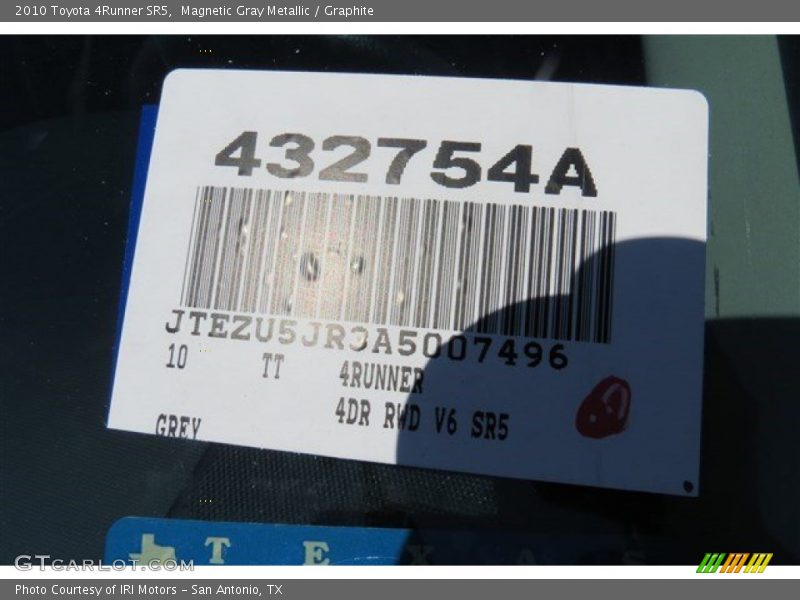 2010 Toyota 4Runner SR5, Magnetic Gray Metallic / Graphite
432754A
JTEZU5JR3A5007496
10 TT 4RUNNER
4DR RWD V6 SR5
GREY
T E X A S
GTcarlot.com
Photo Courtesy of IRI Motors - San Antonio, TX